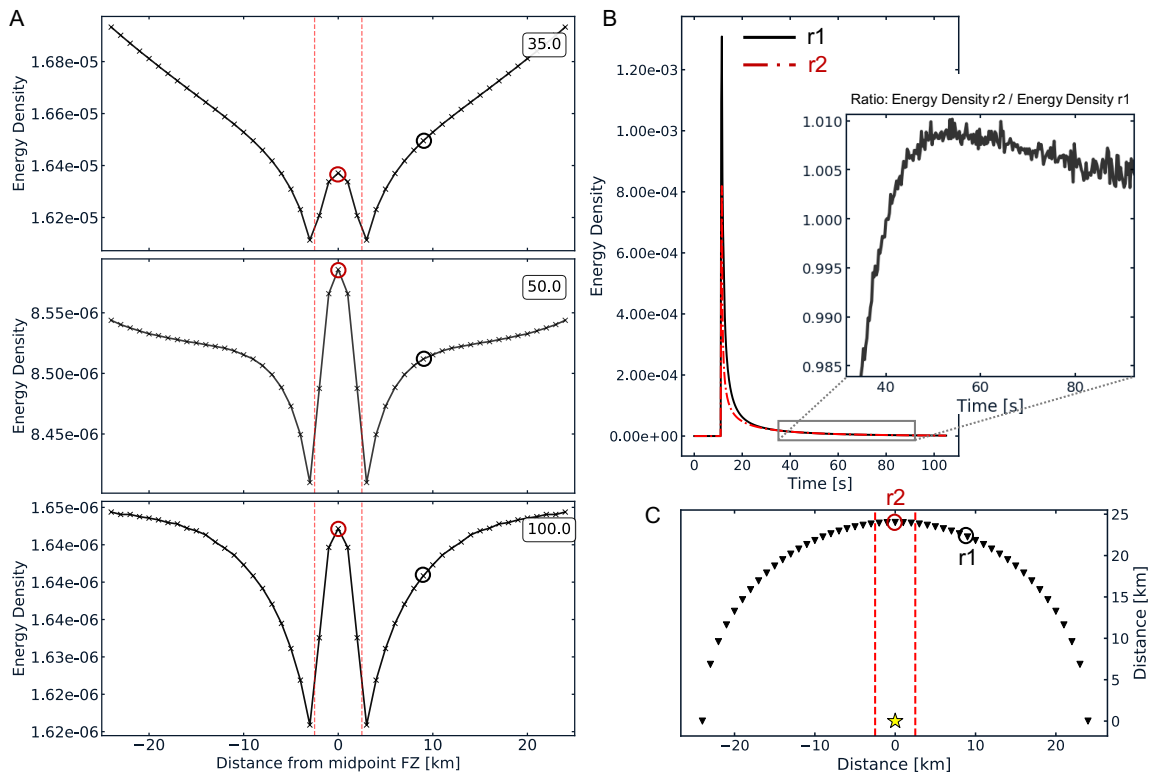 A
35.0
1.68e-05
1.66e-05
1.64e-05
1.62e-05
Energy Density
50.0
8.55e-06
8.50e-06
8.45e-06
Energy Density
100.0
1.65e-06
1.64e-06
1.64e-06
1.63e-06
1.62e-06
1.62e-06
Energy Density
−20
−10
0
10
20
Distance from midpoint FZ [km]
B
r1
r2
1.20e-03
1.00e-03
8.00e-04
6.00e-04
4.00e-04
2.00e-04
0.00e+00
Energy Density
0
20
40
60
80
100
Time [s]
Ratio: Energy Density r2 / Energy Density r1
1.010
1.005
1.000
0.995
0.990
0.985
40
60
80
Time [s]
C
r2
r1
25
20
15
10
5
0
Distance [km]
−20
−10
0
10
20
Distance [km]